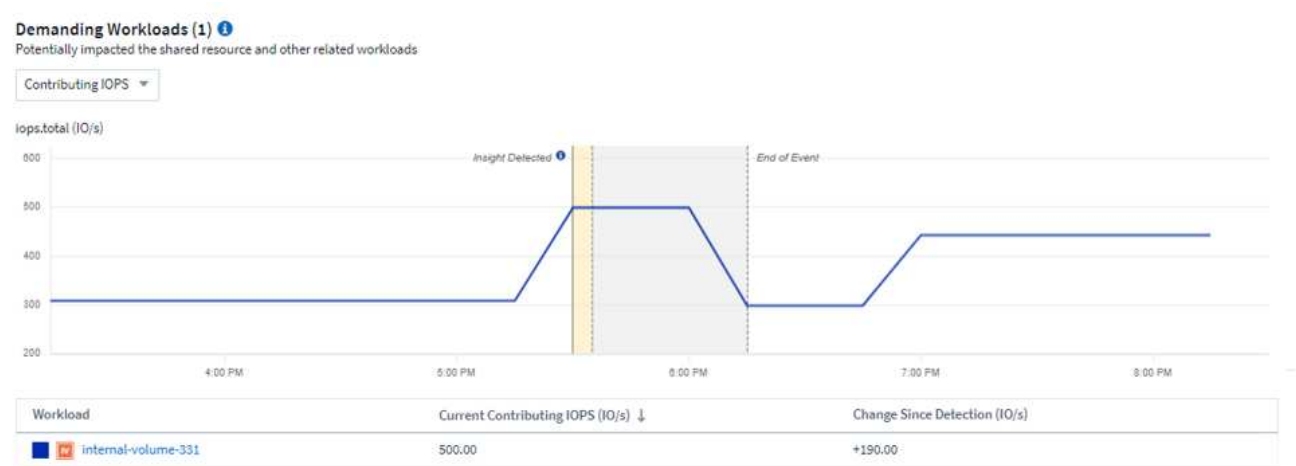 Demanding Workloads (1)
Potentially impacted the shared resource and other related workloads
Contributing IOPS
iops.total (IO/s)
600
Insight Detected
End of Event
500
400
300
200
4:00 PM
5:00 PM
6:00 PM
7:00 PM
8:00 PM
Workload
Current Contributing IOPS (IO/s) ↓
Change Since Detection (IO/s)
internal-volume-331
500.00
+190.00